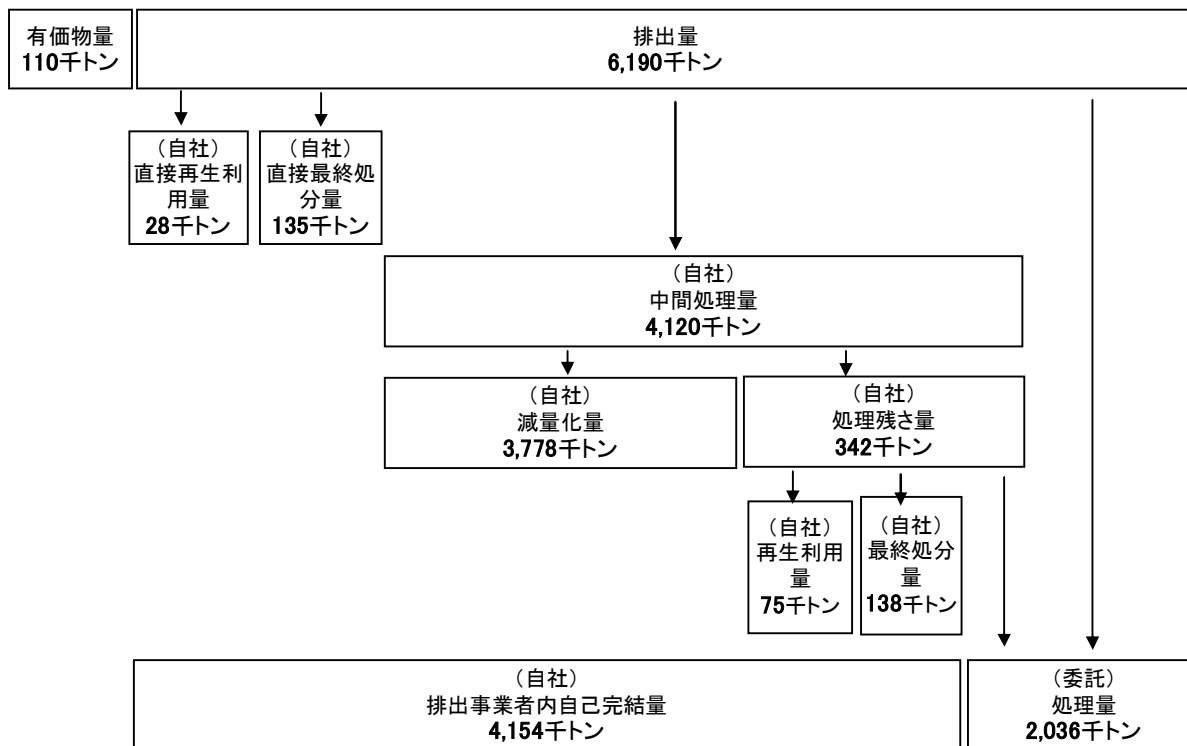 有価物量
110千トン
排出量
6,190千トン
（自社）
直接再生利
用量
28千トン
（自社）
直接最終処
分量
135千トン
（自社）
中間処理量
4,120千トン
（自社）
減量化量
3,778千トン
（自社）
処理残さ量
342千トン
（自社）
再生利用
量
75千トン
（自社）
最終処分
量
138千トン
（自社）
排出事業者内自己完結量
4,154千トン
（委託）
処理量
2,036千トン